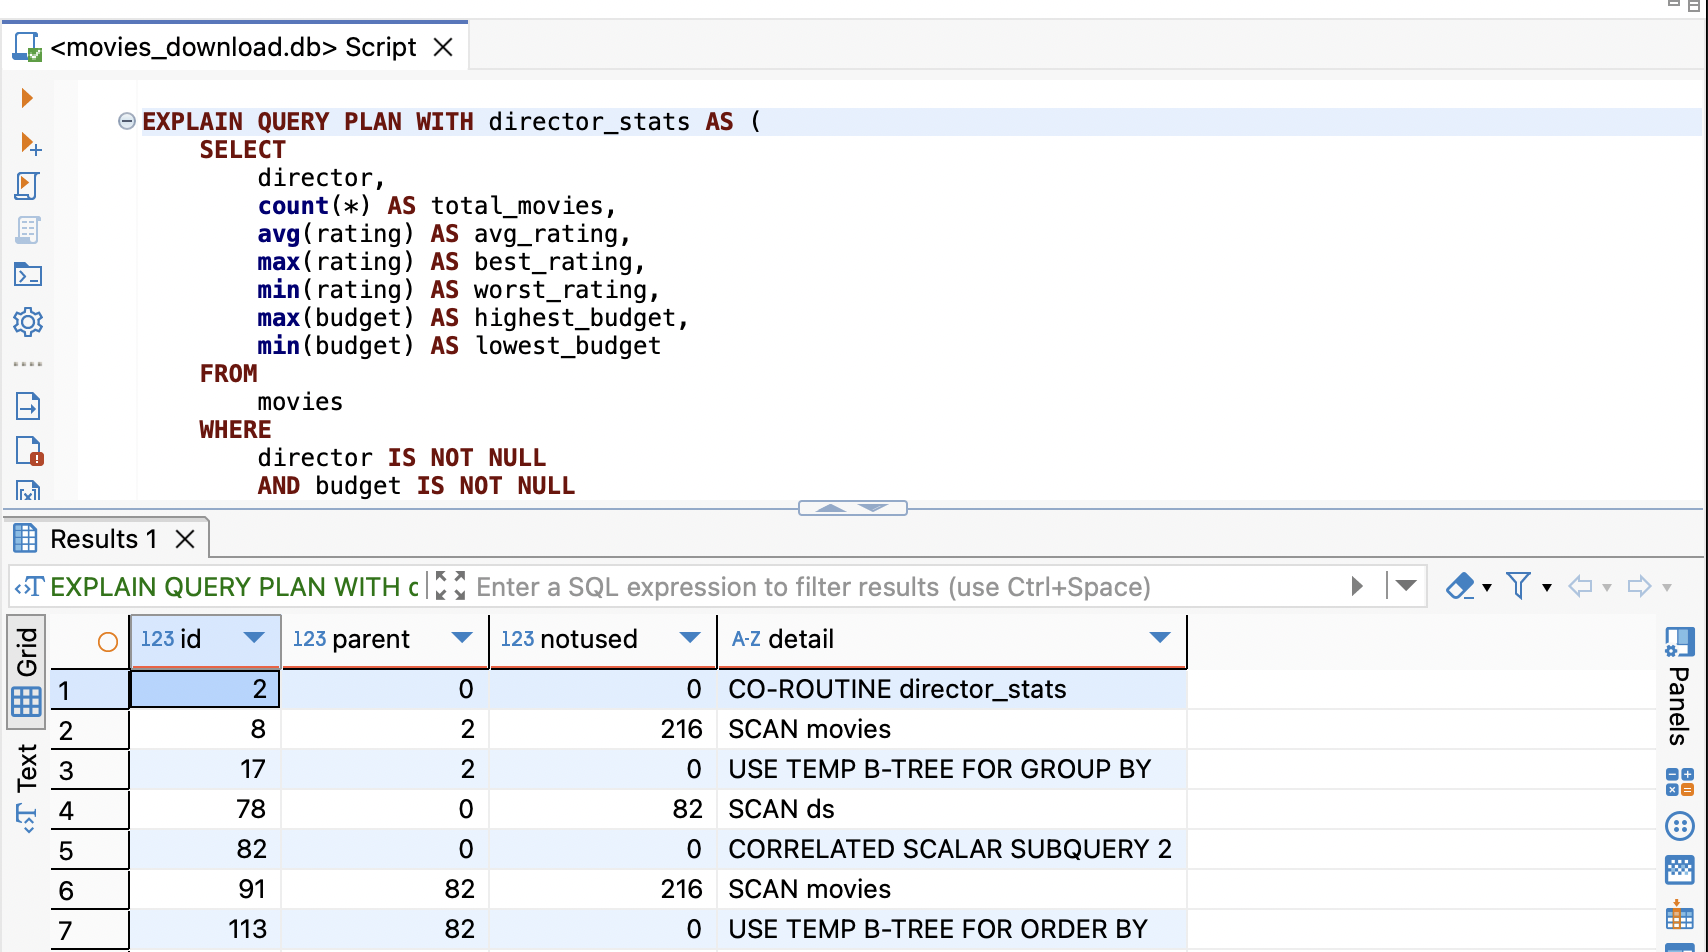 <movies_download.db> Script
EXPLAIN QUERY PLAN WITH director_stats AS (
SELECT
director,
count(*) AS total_movies,
avg(rating) AS avg_rating,
max(rating) AS best_rating,
min(rating) AS worst_rating,
max(budget) AS highest_budget,
min(budget) AS lowest_budget
FROM
movies
WHERE
director IS NOT NULL
AND budget IS NOT NULL
Results 1
EXPLAIN QUERY PLAN WITH d Enter a SQL expression to filter results (use Ctrl+Space)
Grid
Text
Panels
123 id 123 parent 123 notused A-Z detail
1 2 0 0 CO-ROUTINE director_stats
2 8 2 216 SCAN movies
3 17 2 0 USE TEMP B-TREE FOR GROUP BY
4 78 0 82 SCAN ds
5 82 0 0 CORRELATED SCALAR SUBQUERY 2
6 91 82 216 SCAN movies
7 113 82 0 USE TEMP B-TREE FOR ORDER BY